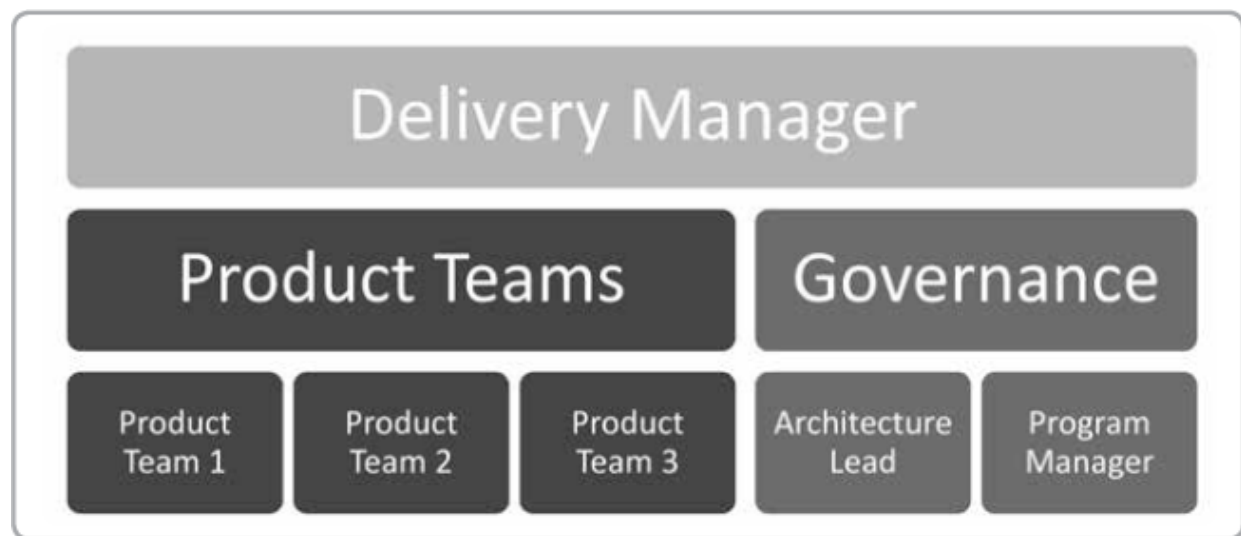 Delivery Manager
Product Teams
Governance
Product
Team 1
Product
Team 2
Product
Team 3
Architecture
Lead
Program
Manager